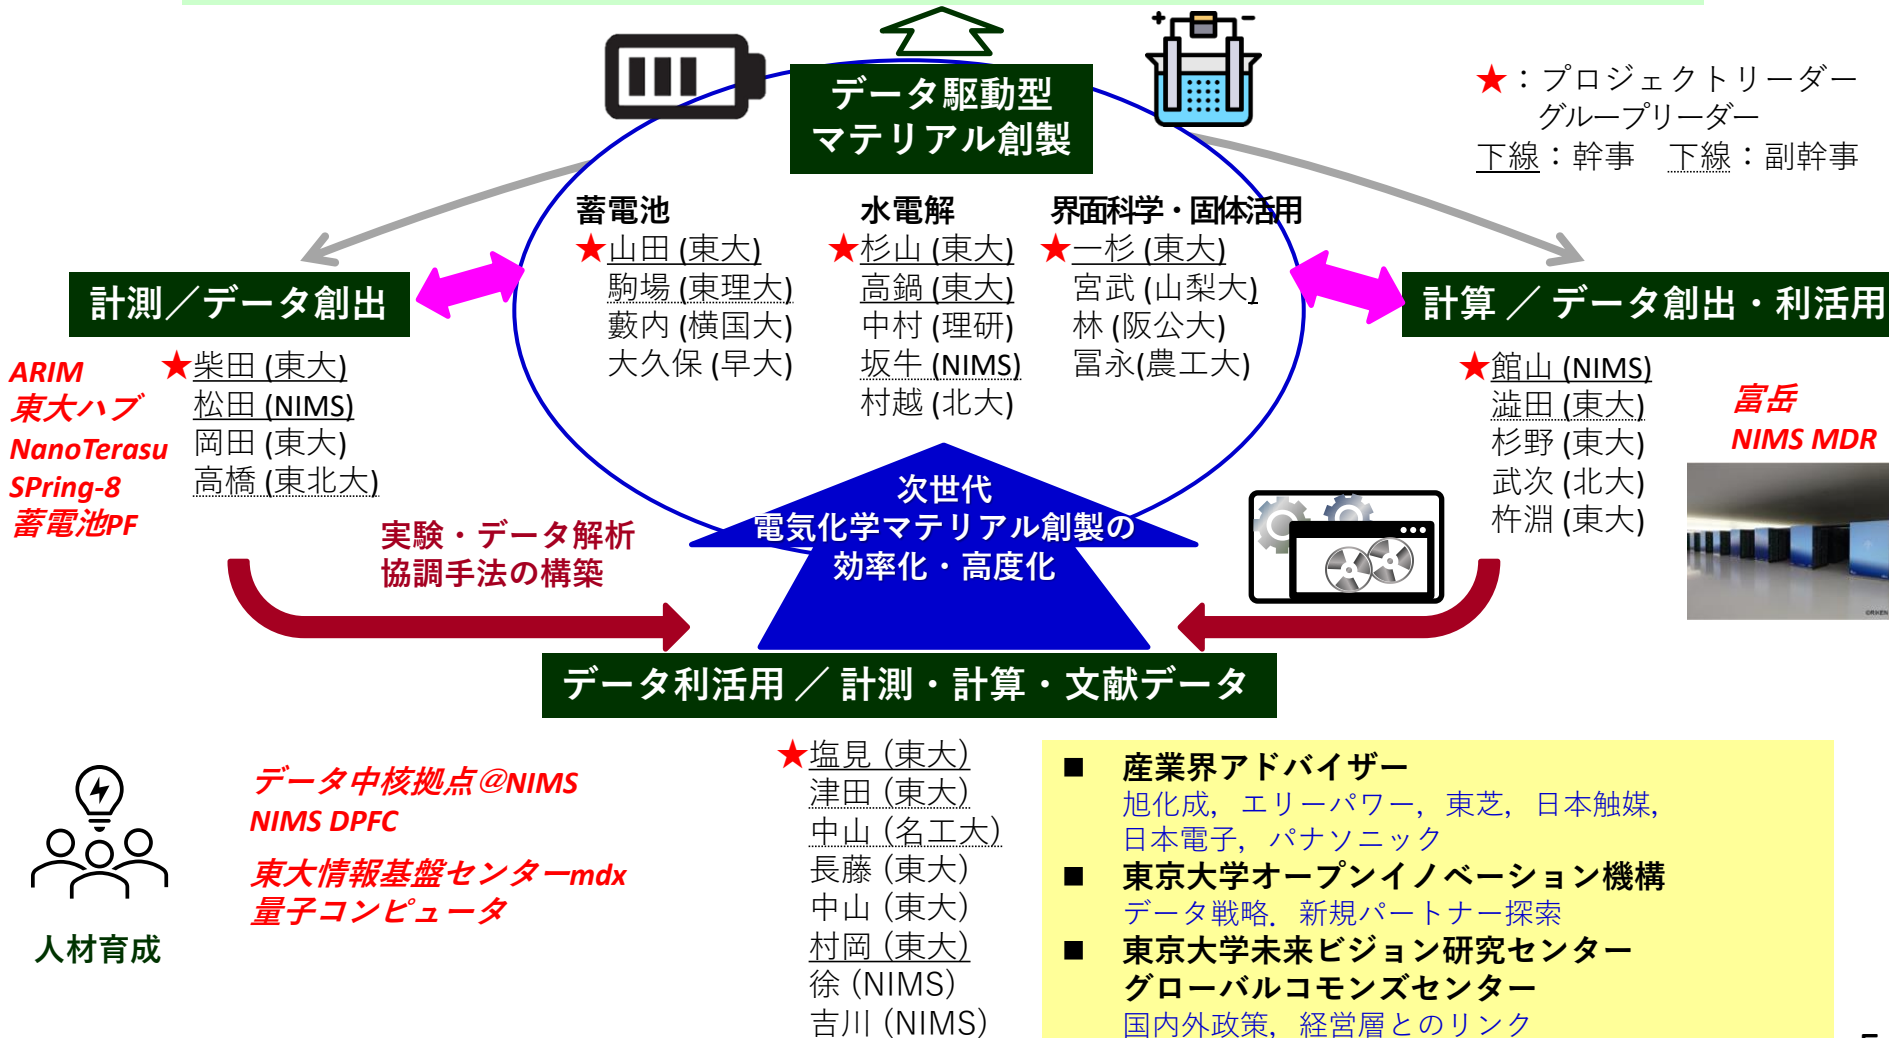 データ駆動型
マテリアル創製
★：プロジェクトリーダー
グループリーダー
下線：幹事　下線：副幹事
蓄電池
★山田 (東大)
駒場 (東理大)
藪内 (横国大)
大久保 (早大)
水電解
★杉山 (東大)
高鍋 (東大)
中村 (理研)
坂牛 (NIMS)
村越 (北大)
界面科学・固体活用
★一杉 (東大)
宮武 (山梨大)
林 (阪公大)
冨永(農工大)
計測／データ創出
★柴田 (東大)
松田 (NIMS)
岡田 (東大)
高橋 (東北大)
ARIM
東大ハブ
NanoTerasu
SPring-8
蓄電池PF
計算 ／ データ創出・利活用
★館山 (NIMS)
澁田 (東大)
杉野 (東大)
武次 (北大)
杵淵 (東大)
富岳
NIMS MDR
©RIKEN
次世代
電気化学マテリアル創製の
効率化・高度化
実験・データ解析
協調手法の構築
データ利活用 ／ 計測・計算・文献データ
★塩見 (東大)
津田 (東大)
中山 (名工大)
長藤 (東大)
中山 (東大)
村岡 (東大)
徐 (NIMS)
吉川 (NIMS)
人材育成
データ中核拠点@NIMS
NIMS DPFC
東大情報基盤センターmdx
量子コンピュータ
■ 産業界アドバイザー
旭化成，エリーパワー，東芝，日本触媒，
日本電子，パナソニック
■ 東京大学オープンイノベーション機構
データ戦略．新規パートナー探索
■ 東京大学未来ビジョン研究センター
グローバルコモンズセンター
国内外政策，経営層とのリンク